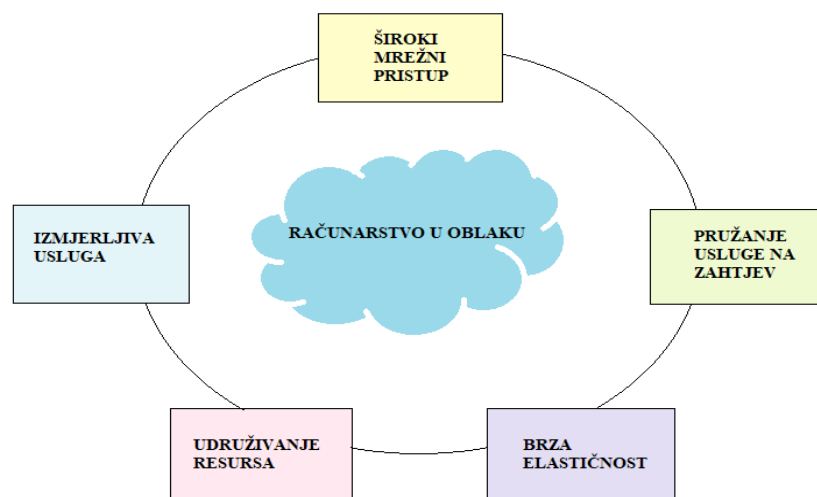 ŠIROKI
MREŽNI
PRISTUP
RAČUNARSTVO U OBLAKU
IZMJERLJIVA
USLUGA
PRUŽANJE
USLUGE NA
ZAHTJEV
UDRUŽIVANJE
RESURSA
BRZA
ELASTIČNOST